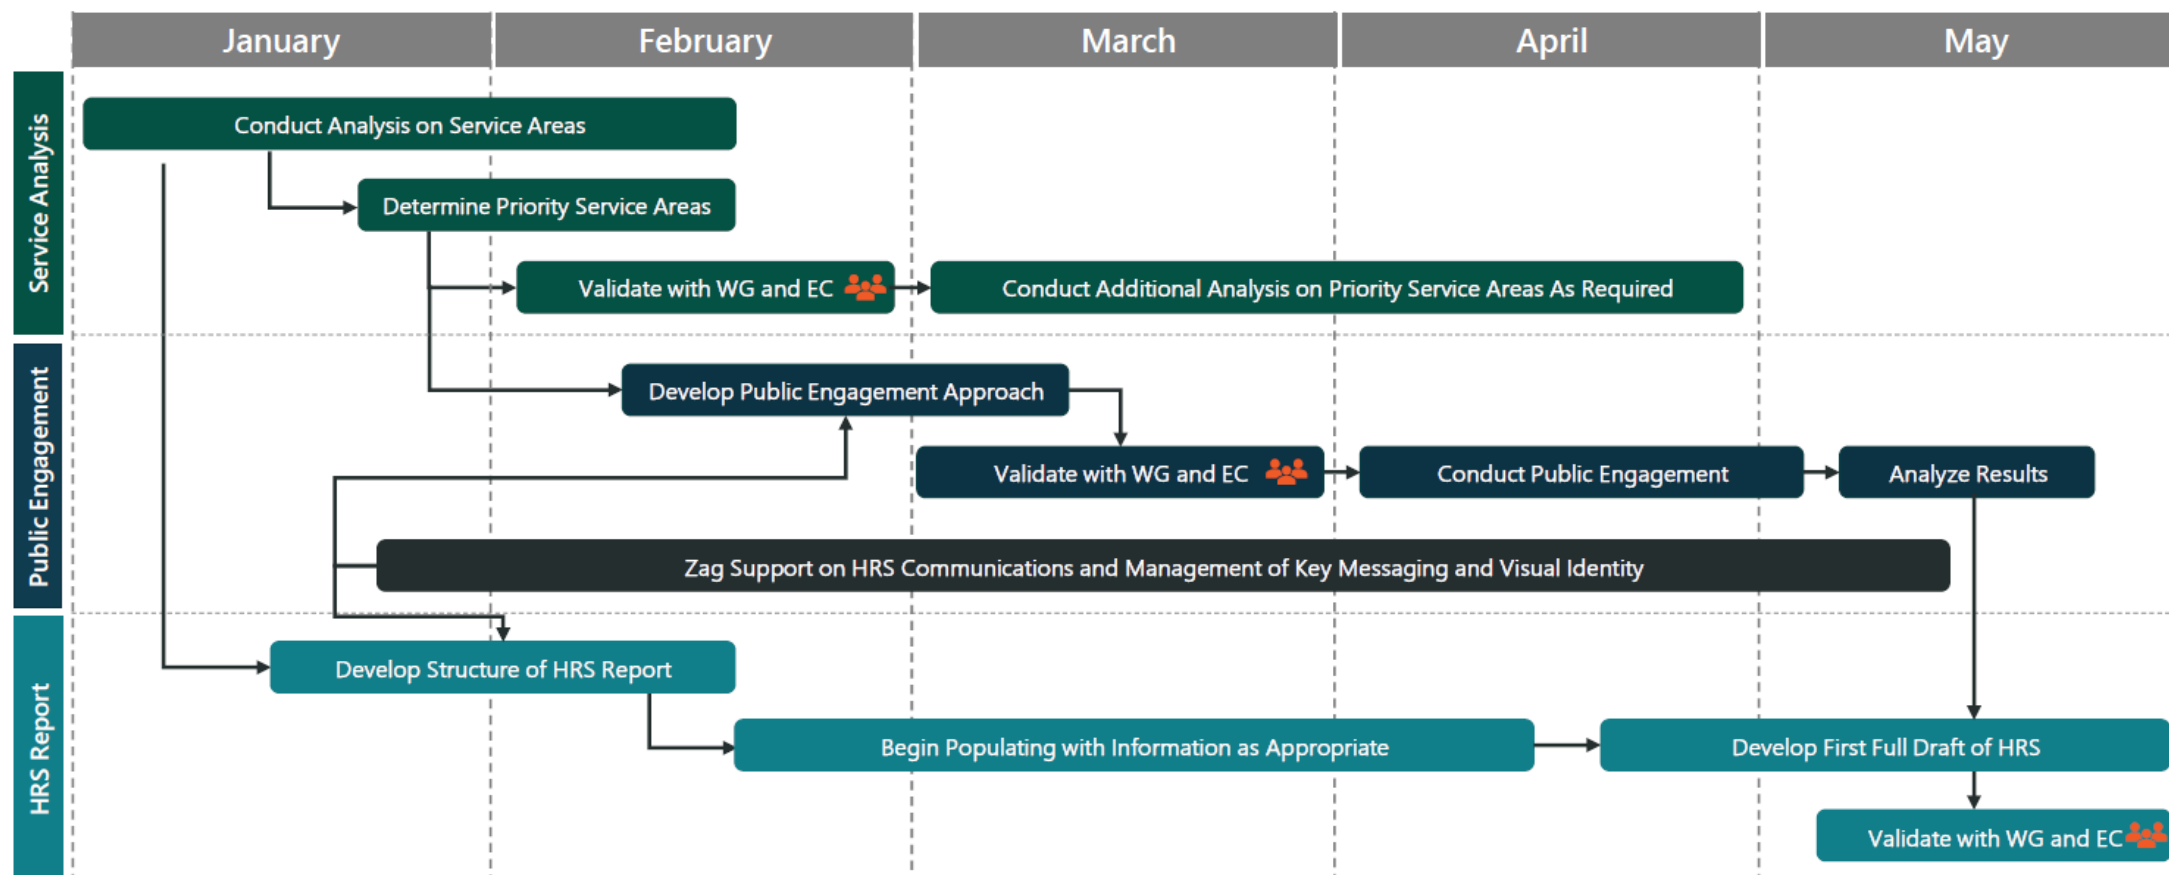 January
February
March
April
May
Service Analysis
Conduct Analysis on Service Areas
Determine Priority Service Areas
Validate with WG and EC
Conduct Additional Analysis on Priority Service Areas As Required
Public Engagement
Develop Public Engagement Approach
Validate with WG and EC
Conduct Public Engagement
Analyze Results
Zag Support on HRS Communications and Management of Key Messaging and Visual Identity
HRS Report
Develop Structure of HRS Report
Begin Populating with Information as Appropriate
Develop First Full Draft of HRS
Validate with WG and EC